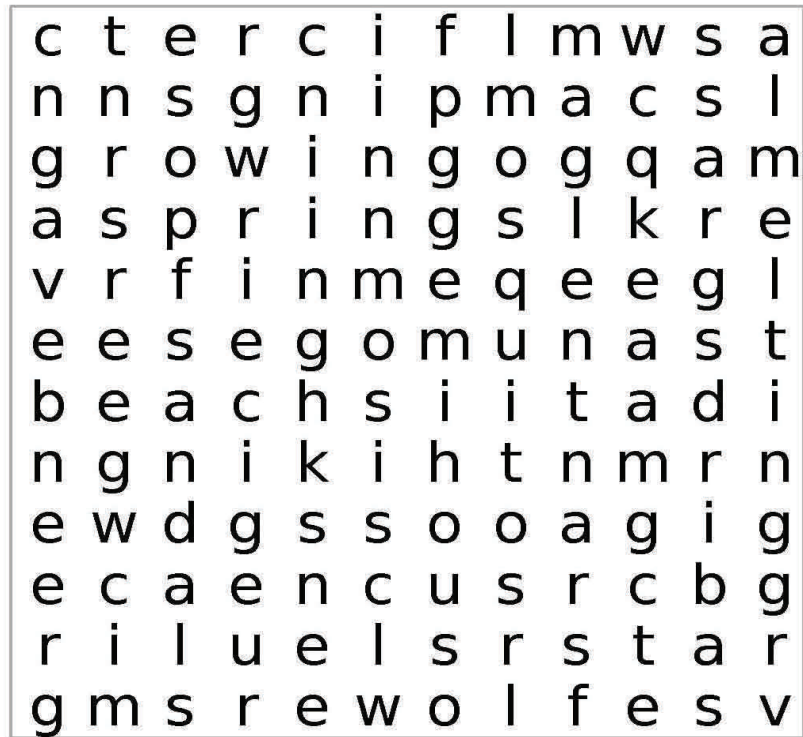 c t e r c i f l m w s a
n n s g n i p m a c s l
g r o w i n g o g q a m
a s p r i n g s l k r e
v r f i n m e q e e g l
e e s e g o m u n a s t
b e a c h s i i t a d i
n g n i k i h t n m r n
e w d g s s o o a g i g
e c a e n c u s r c b g
r i l u e l s r s t a r
g m s r e w o l f e s v